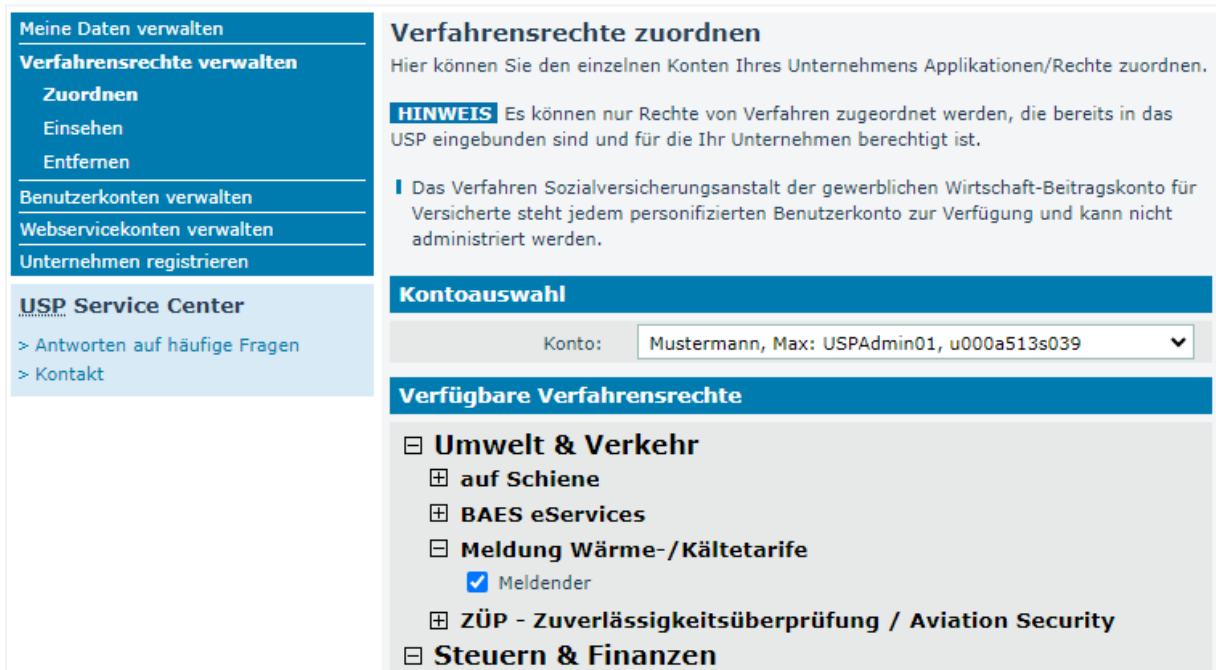 Meine Daten verwalten
Verfahrensrechte verwalten
Zuordnen
Einsehen
Entfernen
Benutzerkonten verwalten
Webservicekonten verwalten
Unternehmen registrieren
USP Service Center
> Antworten auf häufige Fragen
> Kontakt
Verfahrensrechte zuordnen
Hier können Sie den einzelnen Konten Ihres Unternehmens Applikationen/Rechte zuordnen.
HINWEIS Es können nur Rechte von Verfahren zugeordnet werden, die bereits in das
USP eingebunden sind und für die Ihr Unternehmen berechtigt ist.
Das Verfahren Sozialversicherungsanstalt der gewerblichen Wirtschaft-Beitragskonto für
Versicherte steht jedem personifizierten Benutzerkonto zur Verfügung und kann nicht
administriert werden.
Kontoauswahl
Konto: Mustermann, Max: USPAdmin01, u000a513s039
Verfügbare Verfahrensrechte
Umwelt & Verkehr
auf Schiene
BAES eServices
Meldung Wärme-/Kältetarife
Meldender
ZÜP - Zuverlässigkeitsüberprüfung / Aviation Security
Steuern & Finanzen